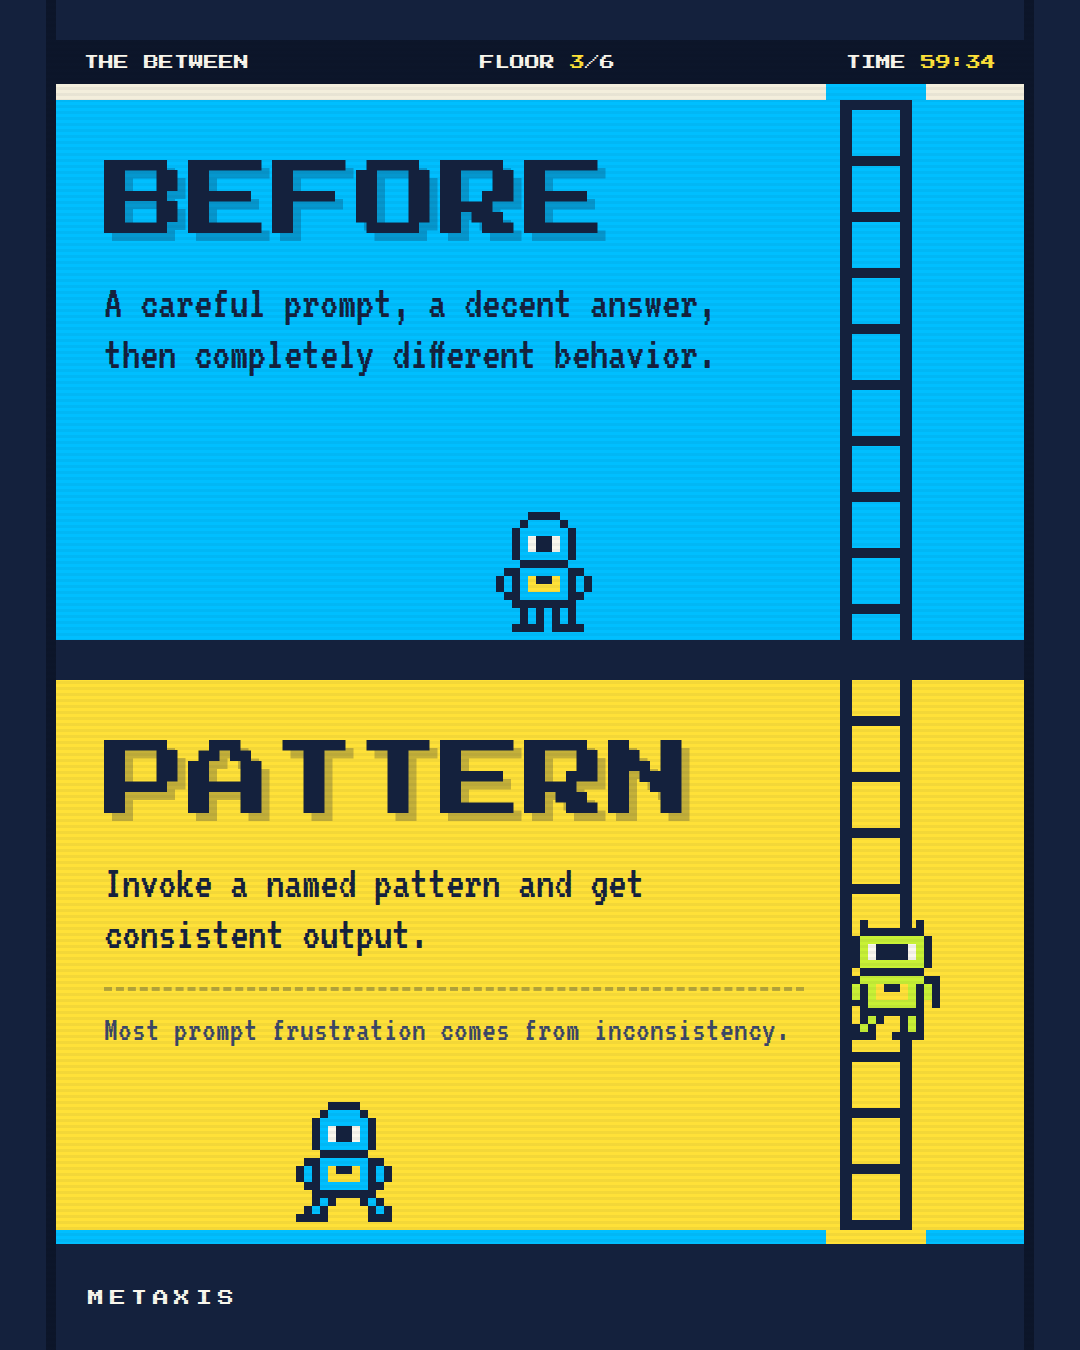 THE BETWEEN
FLOOR 3/6
TIME 59:34
BEFORE
A careful prompt, a decent answer,
then completely different behavior.
PATTERN
Invoke a named pattern and get
consistent output.
Most prompt frustration comes from inconsistency.
METAXIS